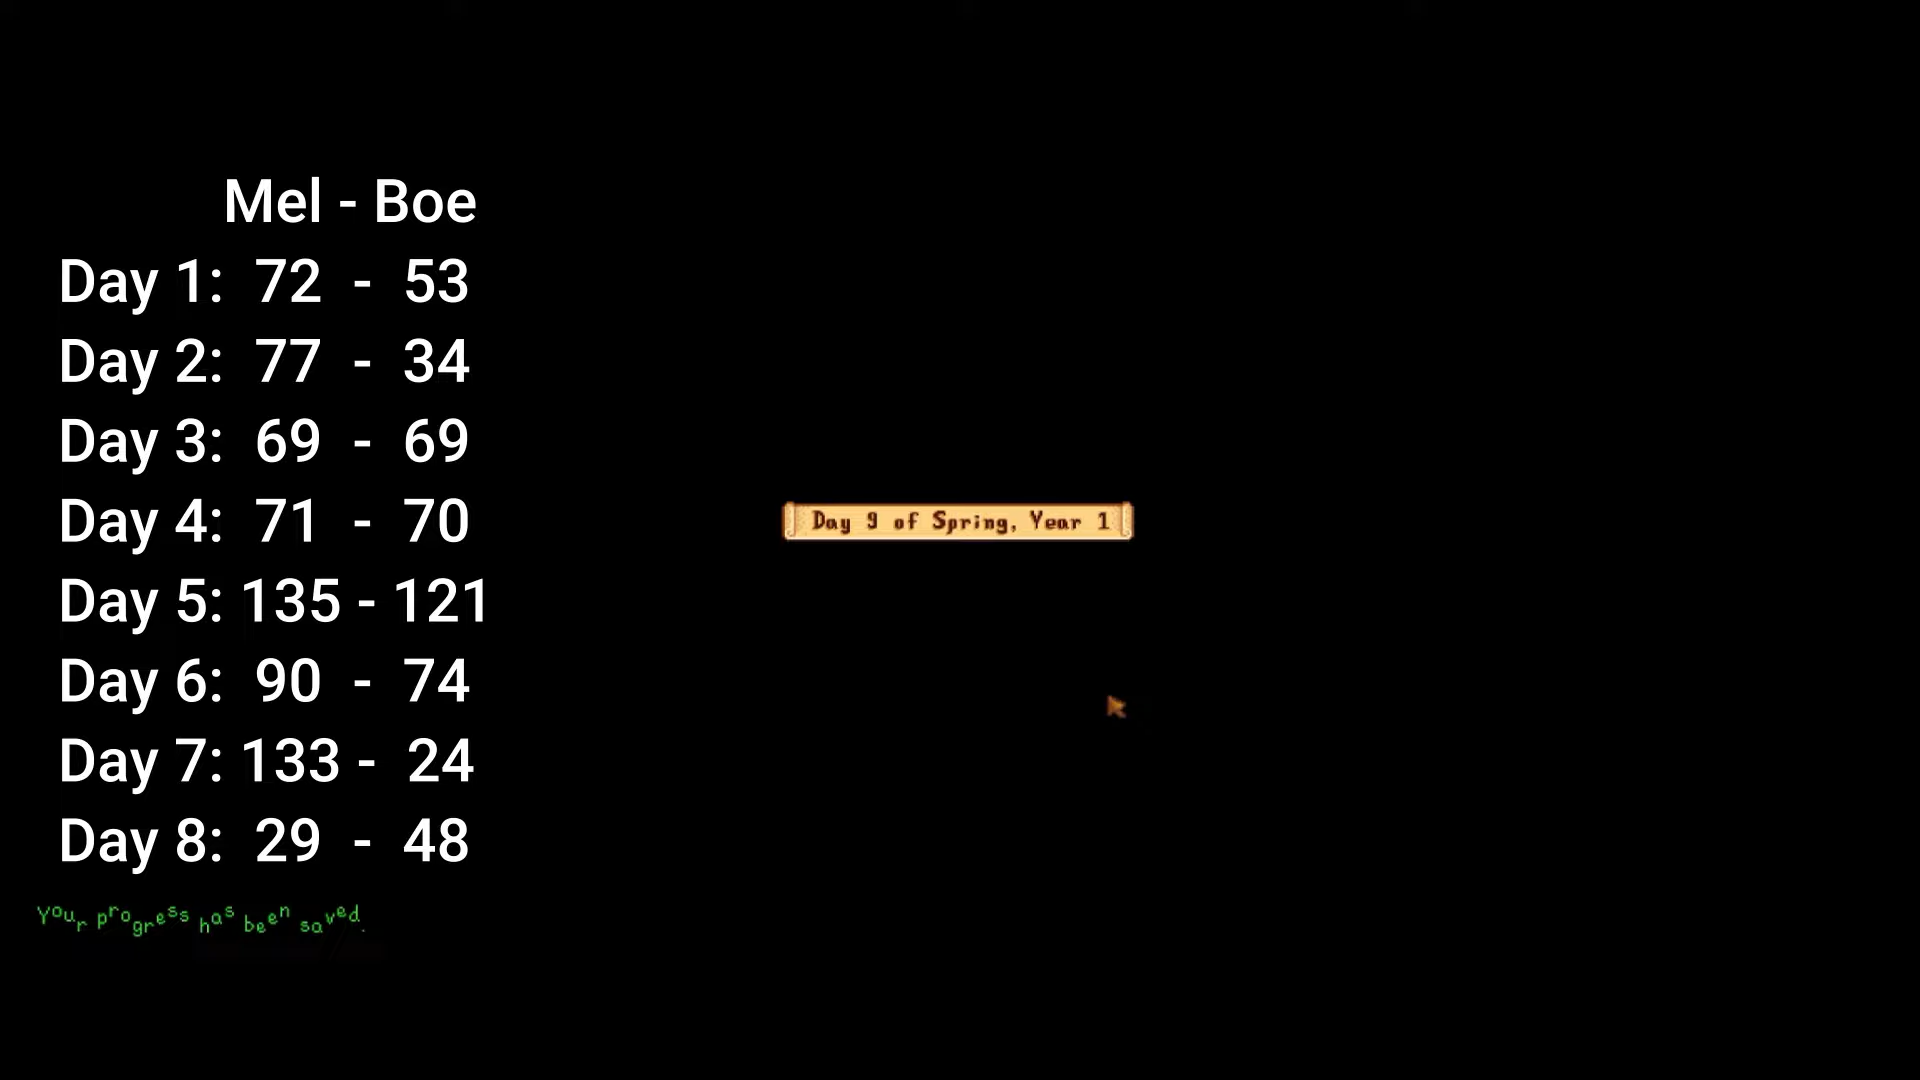 Mel - Boe
Day 1: 72 - 53
Day 2: 77 - 34
Day 3: 69 - 69
Day 4: 71 - 70
Day 5: 135 - 121
Day 6: 90 - 74
Day 7: 133 - 24
Day 8: 29 - 48
Day 9 of Spring, Year 1
Your progress has been saved.